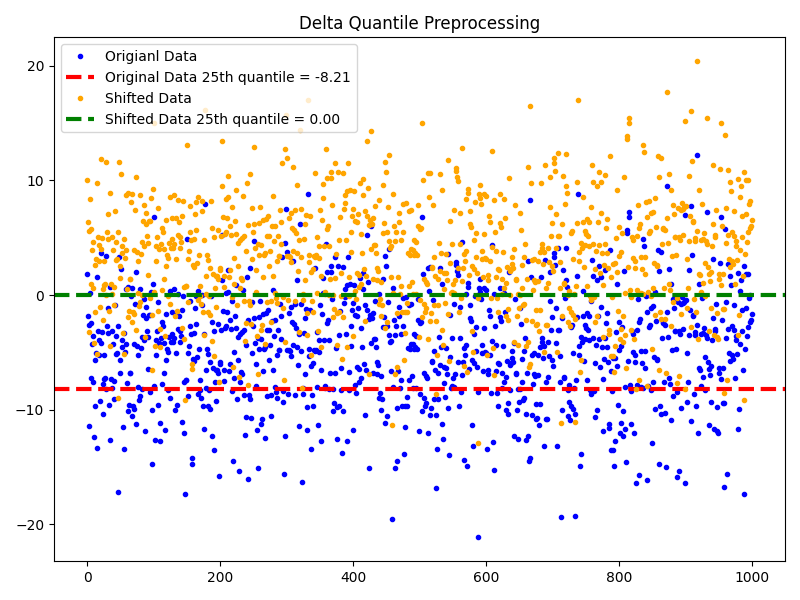 Delta Quantile Preprocessing
Origianl Data
Original Data 25th quantile = -8.21
Shifted Data
Shifted Data 25th quantile = 0.00
20
10
0
−10
−20
0 200 400 600 800 1000